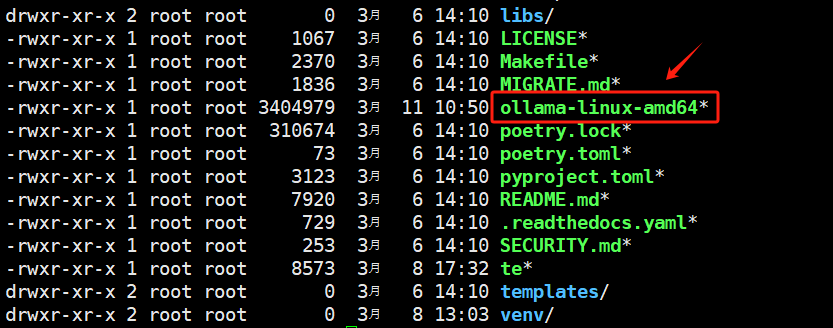 drwxr-xr-x 2 root root 0 3月 6 14:10 libs/
-rwxr-xr-x 1 root root 1067 3月 6 14:10 LICENSE*
-rwxr-xr-x 1 root root 2370 3月 6 14:10 Makefile*
-rwxr-xr-x 1 root root 1836 3月 6 14:10 MIGRATE.md*
-rwxr-xr-x 1 root root 3404979 3月 11 10:50 ollama-linux-amd64*
-rwxr-xr-x 1 root root 310674 3月 6 14:10 poetry.lock*
-rwxr-xr-x 1 root root 73 3月 6 14:10 poetry.toml*
-rwxr-xr-x 1 root root 3123 3月 6 14:10 pyproject.toml*
-rwxr-xr-x 1 root root 7920 3月 6 14:10 README.md*
-rwxr-xr-x 1 root root 729 3月 6 14:10 .readthedocs.yaml*
-rwxr-xr-x 1 root root 253 3月 6 14:10 SECURITY.md*
-rwxr-xr-x 1 root root 8573 3月 8 17:32 te*
drwxr-xr-x 2 root root 0 3月 6 14:10 templates/
drwxr-xr-x 2 root root 0 3月 8 13:03 venv/